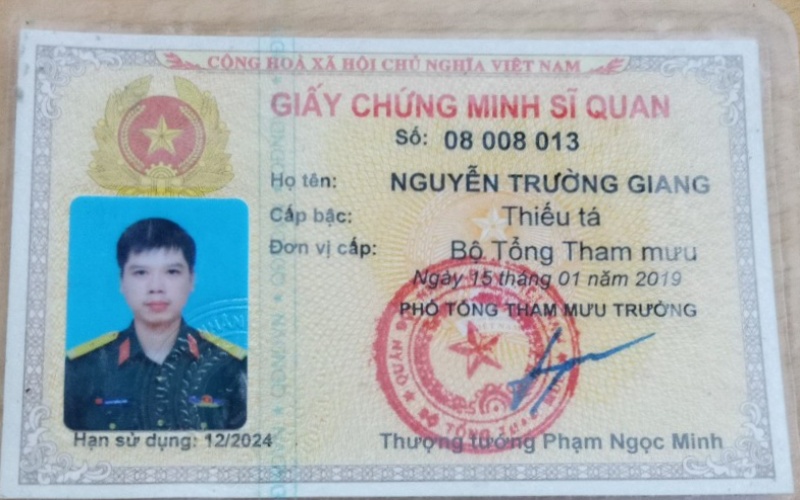 CỘNG HOÀ XÃ HỘI CHỦ NGHĨA VIỆT NAM
GIẤY CHỨNG MINH SĨ QUAN
Số: 08 008 013
Họ tên: NGUYỄN TRƯỜNG GIANG
Cấp bậc: Thiếu tá
Đơn vị cấp: Bộ Tổng Tham mưu
Ngày 15 tháng 01 năm 2019
PHÓ TỔNG THAM MƯU TRƯỞNG
Hạn sử dụng: 12/2024
Thượng tướng Phạm Ngọc Minh